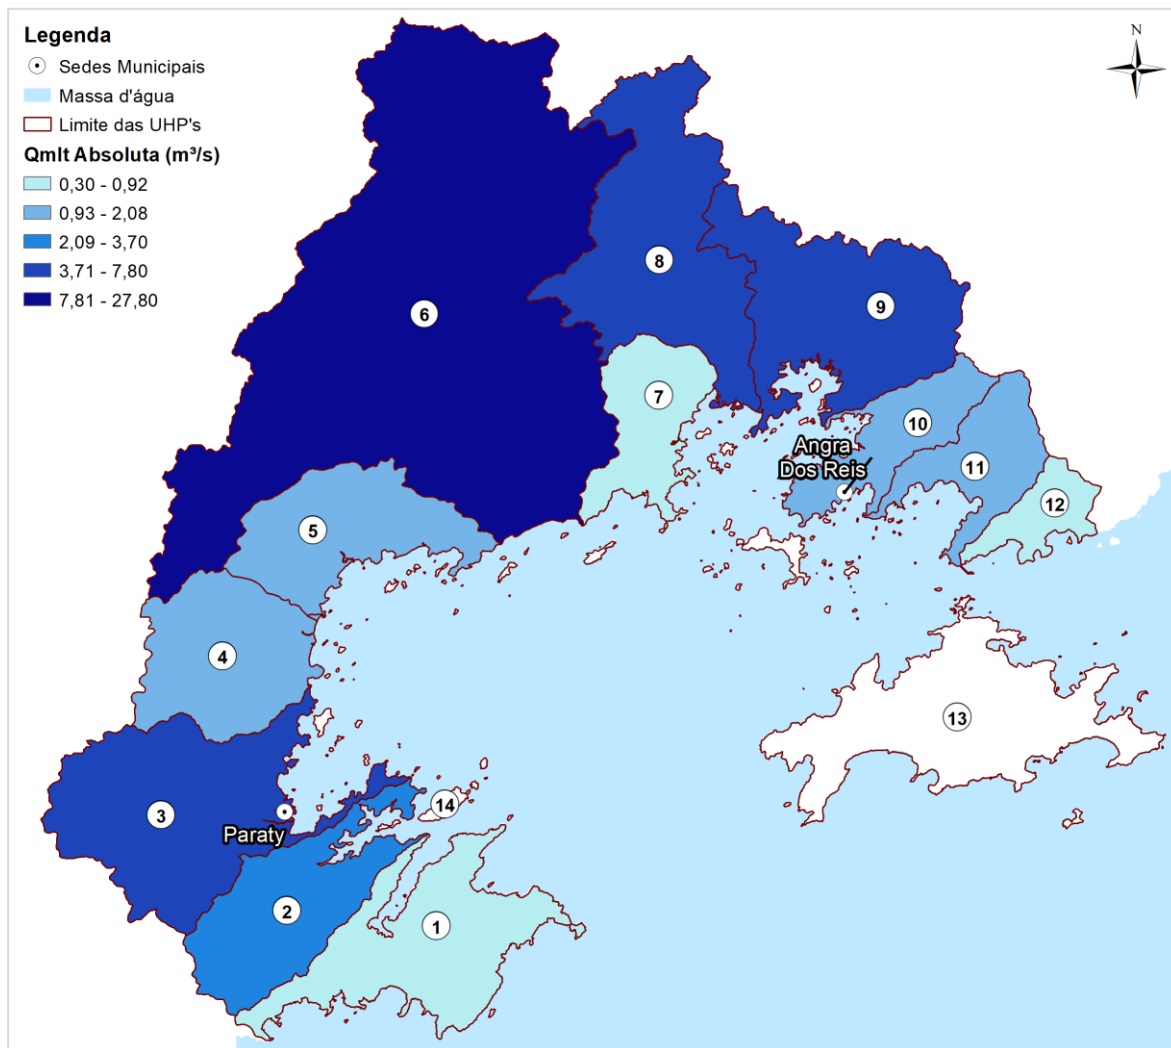 Legenda
Sedes Municipais
Massa d'água
Limite das UHP's
Qmlt Absoluta (m³/s)
0,30 - 0,92
0,93 - 2,08
2,09 - 3,70
3,71 - 7,80
7,81 - 27,80
N
8
9
6
7
10
Angra
Dos Reis
11
12
5
4
13
14
3
Paraty
2
1